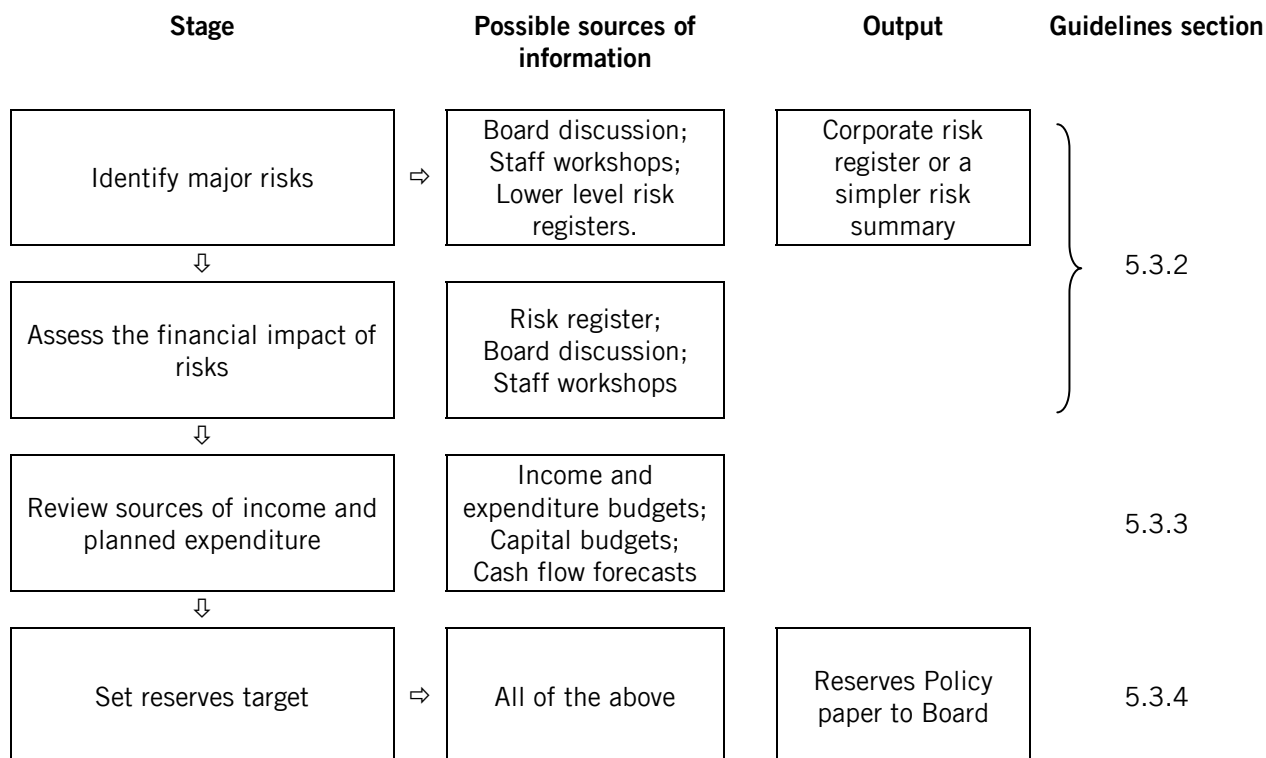 Stage
Possible sources of
information
Output
Guidelines section
Identify major risks
⇨
Board discussion;
Staff workshops;
Lower level risk
registers.
Corporate risk
register or a
simpler risk
summary
5.3.2
⇩
Assess the financial impact of
risks
Risk register;
Board discussion;
Staff workshops
⇩
Review sources of income and
planned expenditure
Income and
expenditure budgets;
Capital budgets;
Cash flow forecasts
5.3.3
⇩
Set reserves target
⇨
All of the above
Reserves Policy
paper to Board
5.3.4